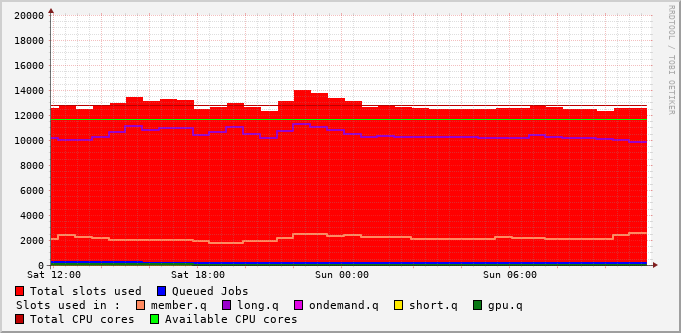 RRDTOOL / TOBI OETIKER
20000
18000
16000
14000
12000
10000
8000
6000
4000
2000
0
Sat 12:00 Sat 18:00 Sun 00:00 Sun 06:00
Total slots used Queued Jobs
Slots used in : member.q long.q ondemand.q short.q gpu.q
Total CPU cores Available CPU cores